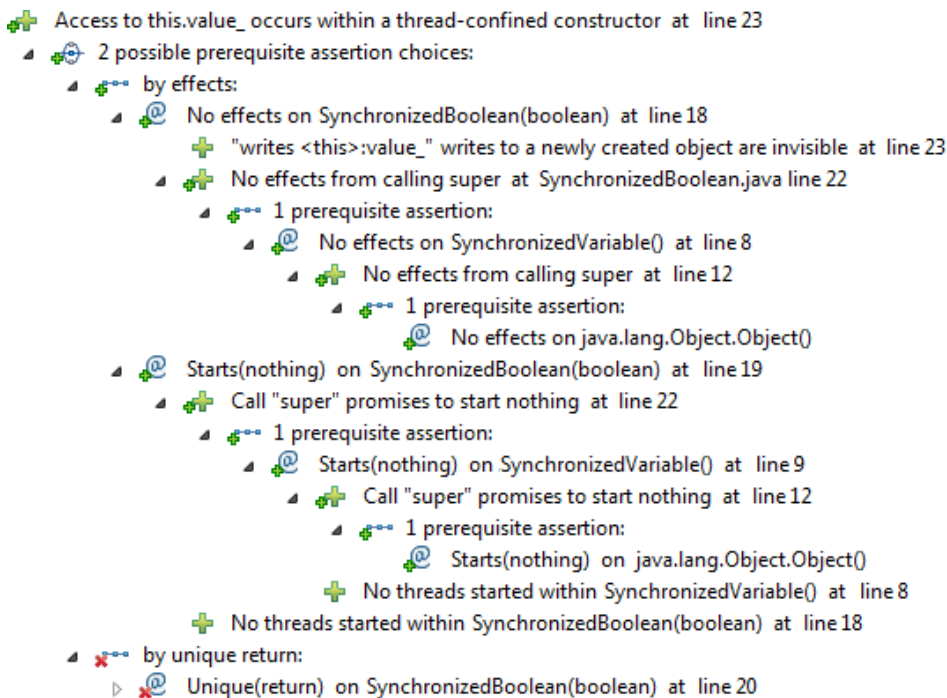 Access to this.value_ occurs within a thread-confined constructor at line 23
2 possible prerequisite assertion choices:
by effects:
No effects on SynchronizedBoolean(boolean) at line 18
"writes <this>:value_" writes to a newly created object are invisible at line 23
No effects from calling super at SynchronizedBoolean.java line 22
1 prerequisite assertion:
No effects on SynchronizedVariable() at line 8
No effects from calling super at line 12
1 prerequisite assertion:
No effects on java.lang.Object.Object()
Starts(nothing) on SynchronizedBoolean(boolean) at line 19
Call "super" promises to start nothing at line 22
1 prerequisite assertion:
Starts(nothing) on SynchronizedVariable() at line 9
Call "super" promises to start nothing at line 12
1 prerequisite assertion:
Starts(nothing) on java.lang.Object.Object()
No threads started within SynchronizedVariable() at line 8
No threads started within SynchronizedBoolean(boolean) at line 18
by unique return:
Unique(return) on SynchronizedBoolean(boolean) at line 20